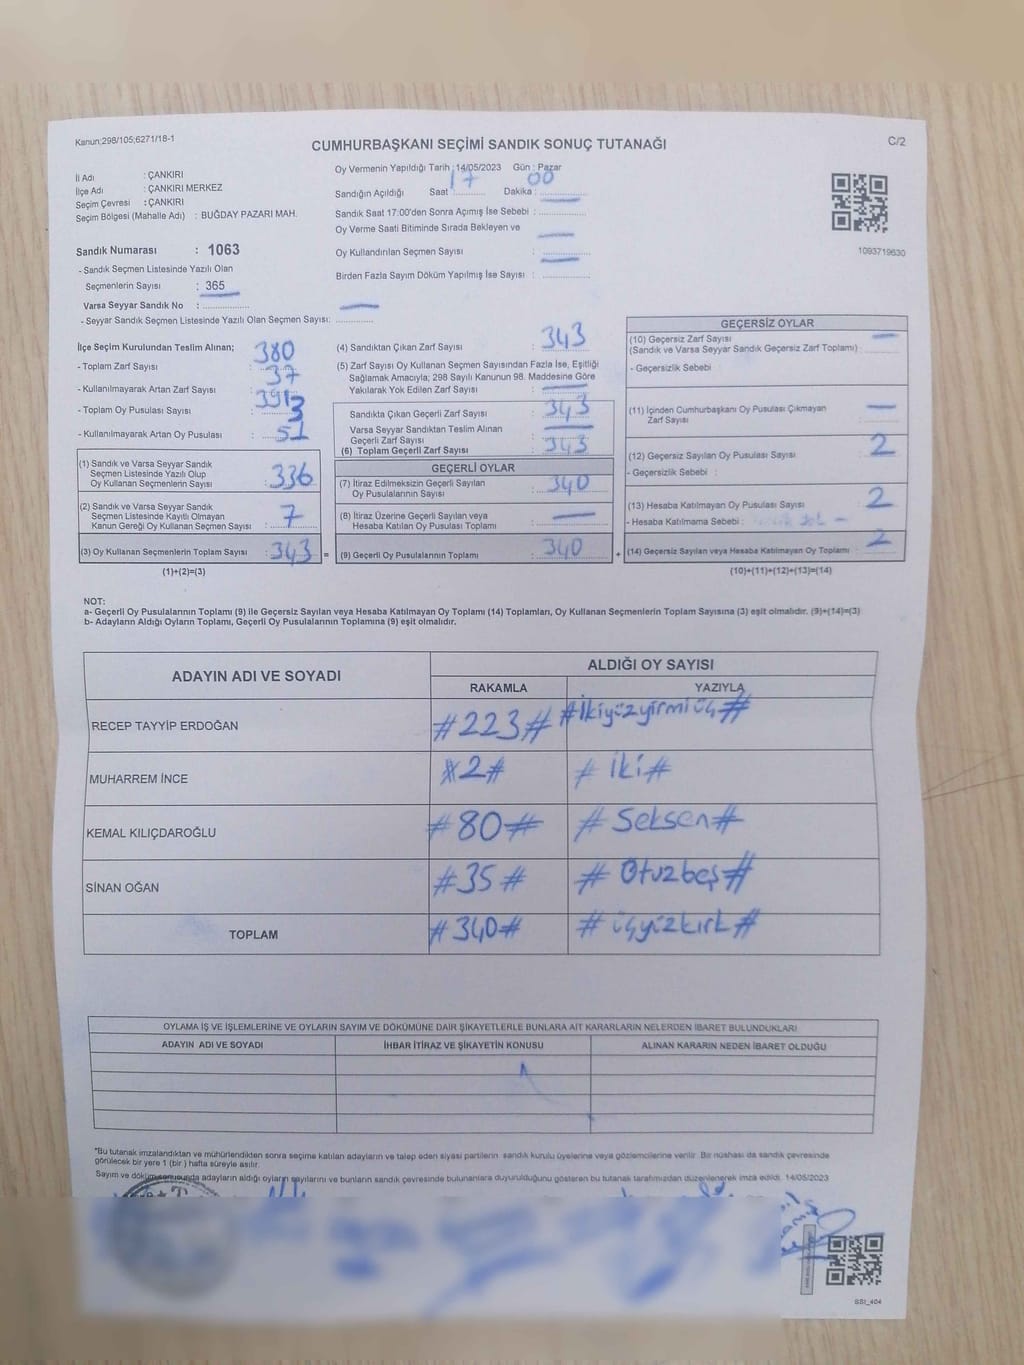 Kanun;298/105;6271/18-1
C/2
CUMHURBAŞKANI SEÇİMİ SANDIK SONUÇ TUTANAĞI
İl Adı : ÇANKIRI
İlçe Adı : ÇANKIRI MERKEZ
Seçim Çevresi : ÇANKIRI
Seçim Bölgesi (Mahalle Adı) : BUĞDAY PAZARI MAH.
Sandık Numarası : 1063
- Sandık Seçmen Listesinde Yazılı Olan
Seçmenlerin Sayısı : 365
Varsa Seyyar Sandık No :
- Seyyar Sandık Seçmen Listesinde Yazılı Olan Seçmen Sayısı:
Oy Vermenin Yapıldığı Tarih : 14/05/2023 Gün : Pazar
Sandığın Açıldığı Saat : 17 Dakika : 00
Sandık Saat 17:00'den Sonra Açımış İse Sebebi :
Oy Verme Saati Bitiminde Sırada Bekleyen ve
Oy Kullandırılan Seçmen Sayısı : —
Birden Fazla Sayım Döküm Yapılmış İse Sayısı :
1093719630
İlçe Seçim Kurulundan Teslim Alınan;
- Toplam Zarf Sayısı : 380
- Kullanılmayarak Artan Zarf Sayısı : 37
- Toplam Oy Pusulası Sayısı :
- Kullanılmayarak Artan Oy Pusulası : 51
(1) Sandık ve Varsa Seyyar Sandık
Seçmen Listesinde Yazılı Olup
Oy Kullanan Seçmenlerin Sayısı : 336
(2) Sandık ve Varsa Seyyar Sandık
Seçmen Listesinde Kayıtlı Olmayan
Kanun Gereği Oy Kullanan Seçmen Sayısı : 7
(3) Oy Kullanan Seçmenlerin Toplam Sayısı : 343 =
(1)+(2)=(3)
(4) Sandıktan Çıkan Zarf Sayısı : 343
(5) Zarf Sayısı Oy Kullanan Seçmen Sayısından Fazla İse, Eşitliği
Sağlamak Amacıyla; 298 Sayılı Kanunun 98. Maddesine Göre
Yakılarak Yok Edilen Zarf Sayısı : —
Sandıkta Çıkan Geçerli Zarf Sayısı : 343
Varsa Seyyar Sandıktan Teslim Alınan
Geçerli Zarf Sayısı : —
(6) Toplam Geçerli Zarf Sayısı : 343
GEÇERLİ OYLAR
(7) İtiraz Edilmeksizin Geçerli Sayılan
Oy Pusulalarının Sayısı : 340
(8) İtiraz Üzerine Geçerli Sayılan veya
Hesaba Katılan Oy Pusulası Toplamı : —
(9) Geçerli Oy Pusulalarının Toplamı : 340 +
GEÇERSİZ OYLAR
(10) Geçersiz Zarf Sayısı —
(Sandık ve Varsa Seyyar Sandık Geçersiz Zarf Toplamı) :
- Geçersizlik Sebebi
(11) İçinden Cumhurbaşkanı Oy Pusulası Çıkmayan —
Zarf Sayısı :
(12) Geçersiz Sayılan Oy Pusulası Sayısı : 2
- Geçersizlik Sebebi :
(13) Hesaba Katılmayan Oy Pusulası Sayısı : 2
- Hesaba Katılmama Sebebi :
(14) Geçersiz Sayılan veya Hesaba Katılmayan Oy Toplamı : 2
(10)+(11)+(12)+(13)=(14)
NOT:
a- Geçerli Oy Pusulalarının Toplamı (9) ile Geçersiz Sayılan veya Hesaba Katılmayan Oy Toplamı (14) Toplamları, Oy Kullanan Seçmenlerin Toplam Sayısına (3) eşit olmalıdır. (9)+(14)=(3)
b- Adayların Aldığı Oyların Toplamı, Geçerli Oy Pusulalarının Toplamına (9) eşit olmalıdır.
ADAYIN ADI VE SOYADI
ALDIĞI OY SAYISI
RAKAMLA YAZIYLA
RECEP TAYYİP ERDOĞAN #223# #İkiyüzyirmiüç#
MUHARREM İNCE #2# # İki#
KEMAL KILIÇDAROĞLU #80# # Seksen#
SİNAN OĞAN #35# # Otuzbeş#
TOPLAM #340# # üçyüzkırk#
OYLAMA İŞ VE İŞLEMLERİNE VE OYLARIN SAYIM VE DÖKÜMÜNE DAİR ŞİKAYETLERLE BUNLARA AİT KARARLARIN NELERDEN İBARET BULUNDUKLARI
ADAYIN ADI VE SOYADI İHBAR İTİRAZ VE ŞİKAYETİN KONUSU ALINAN KARARIN NEDEN İBARET OLDUĞU
"Bu tutanak imzalandıktan ve mühürlendikten sonra seçime katılan adayların ve talep eden siyasi partilerin sandık kurulu üyelerine veya gözlemcilerine verilir. Bir nüshası da sandık çevresinde
görülecek bir yere 1 (bir ) hafta süreyle asılır.
Sayım ve döküm sonucunda adayların aldığı oyların sayılarını ve bunların sandık çevresinde bulunanlara duyurulduğunu gösteren bu tutanak tarafımızdan düzenlenerek imza edildi. 14/05/2023
SS1_404